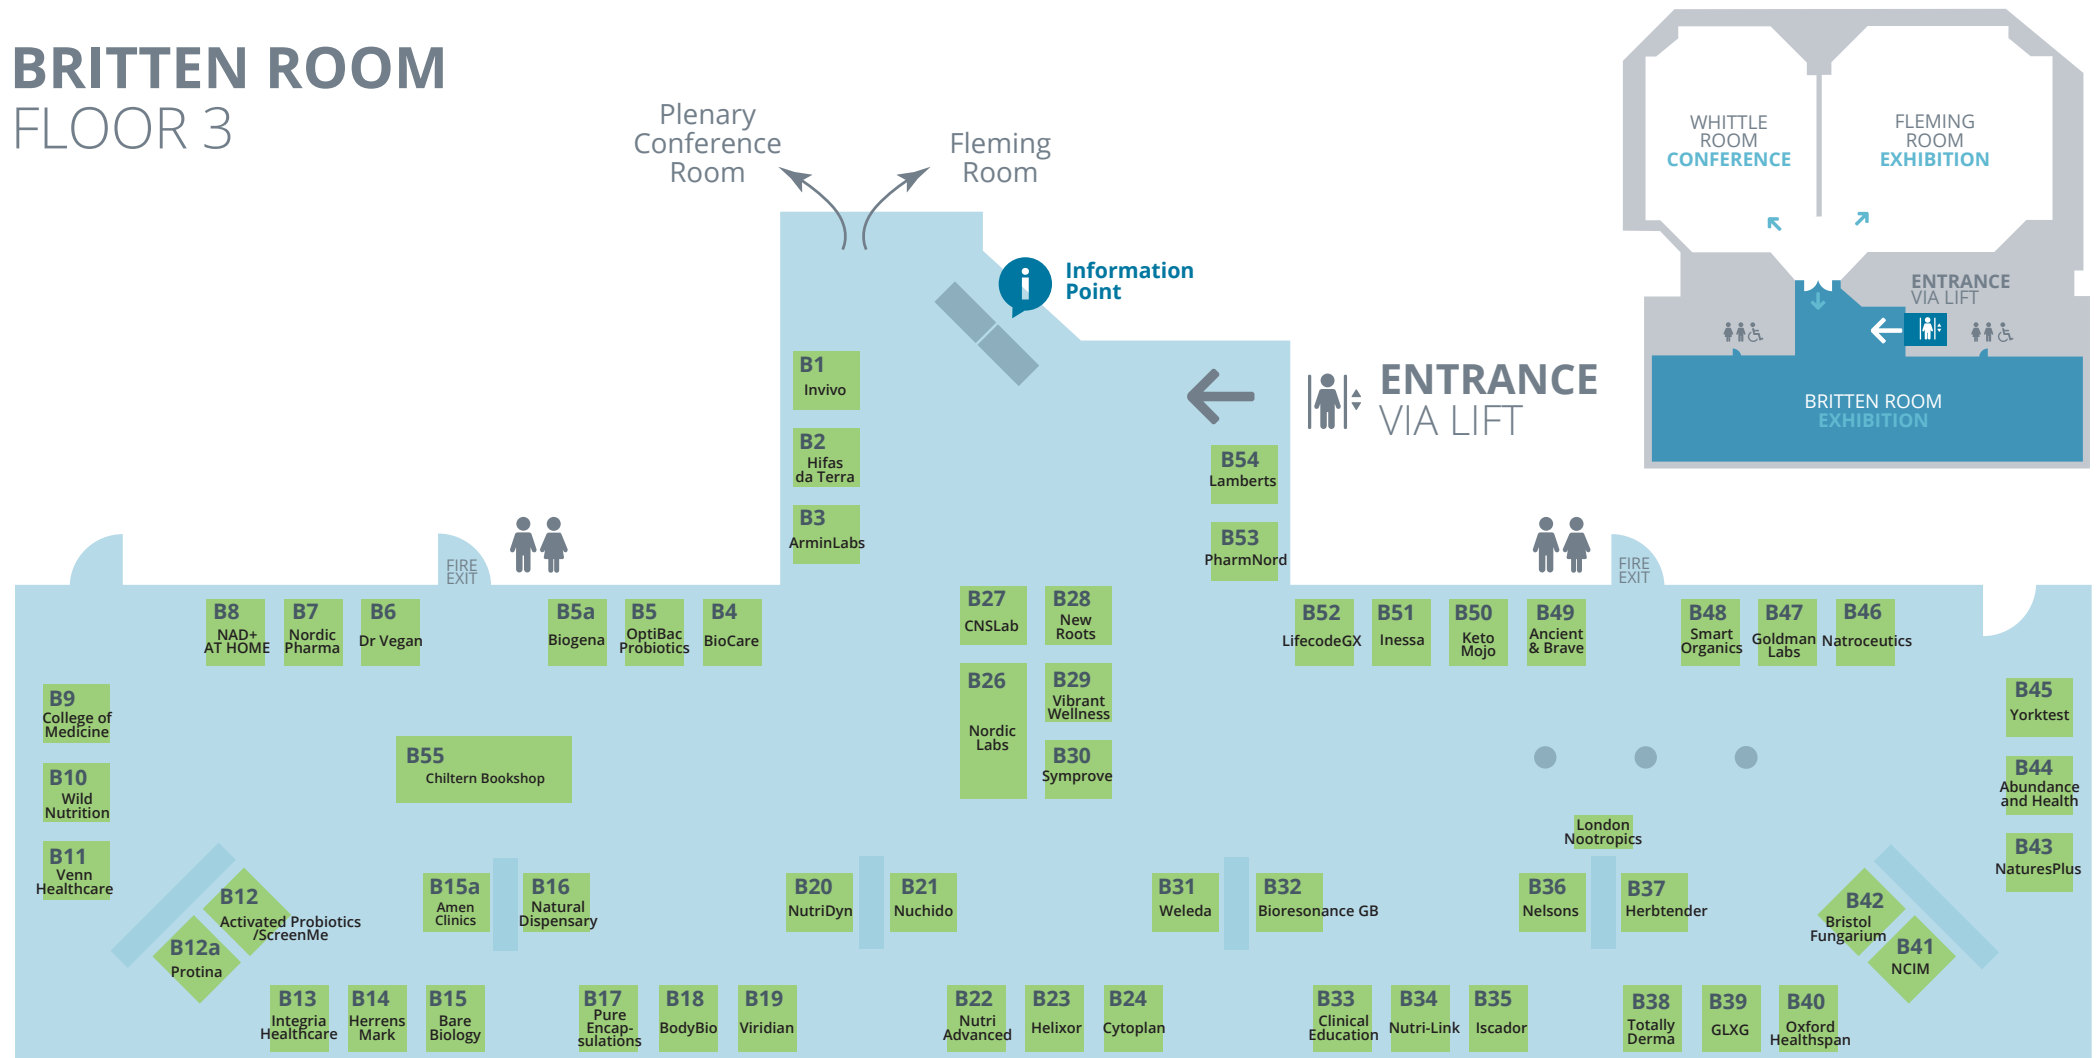 BRITTEN ROOM
FLOOR 3
Plenary
Conference
Room
Fleming
Room
Information
Point
ENTRANCE
VIA LIFT
WHITTLE
ROOM
CONFERENCE
FLEMING
ROOM
EXHIBITION
ENTRANCE
VIA LIFT
BRITTEN ROOM
EXHIBITION
B1
Invivo
B2
Hifas
da Terra
B3
ArminLabs
B54
Lamberts
B53
PharmNord
FIRE
EXIT
FIRE
EXIT
B8
NAD+
AT HOME
B7
Nordic
Pharma
B6
Dr Vegan
B5a
Biogena
B5
OptiBac
Probiotics
B4
BioCare
B27
CNSLab
B28
New
Roots
B52
LifecodeGX
B51
Inessa
B50
Keto
Mojo
B49
Ancient
& Brave
B48
Smart
Organics
B47
Goldman
Labs
B46
Natroceutics
B9
College of
Medicine
B10
Wild
Nutrition
B11
Venn
Healthcare
B55
Chiltern Bookshop
B26
Nordic
Labs
B29
Vibrant
Wellness
B30
Symprove
B45
Yorktest
B44
Abundance
and Health
B43
NaturesPlus
London
Nootropics
B12
Activated Probiotics
/ScreenMe
B12a
Protina
B15a
Amen
Clinics
B16
Natural
Dispensary
B20
NutriDyn
B21
Nuchido
B31
Weleda
B32
Bioresonance GB
B36
Nelsons
B37
Herbtender
B42
Bristol
Fungarium
B41
NCIM
B13
Integria
Healthcare
B14
Herrens
Mark
B15
Bare
Biology
B17
Pure
Encap-
sulations
B18
BodyBio
B19
Viridian
B22
Nutri
Advanced
B23
Helixor
B24
Cytoplan
B33
Clinical
Education
B34
Nutri-Link
B35
Iscador
B38
Totally
Derma
B39
GLXG
B40
Oxford
Healthspan